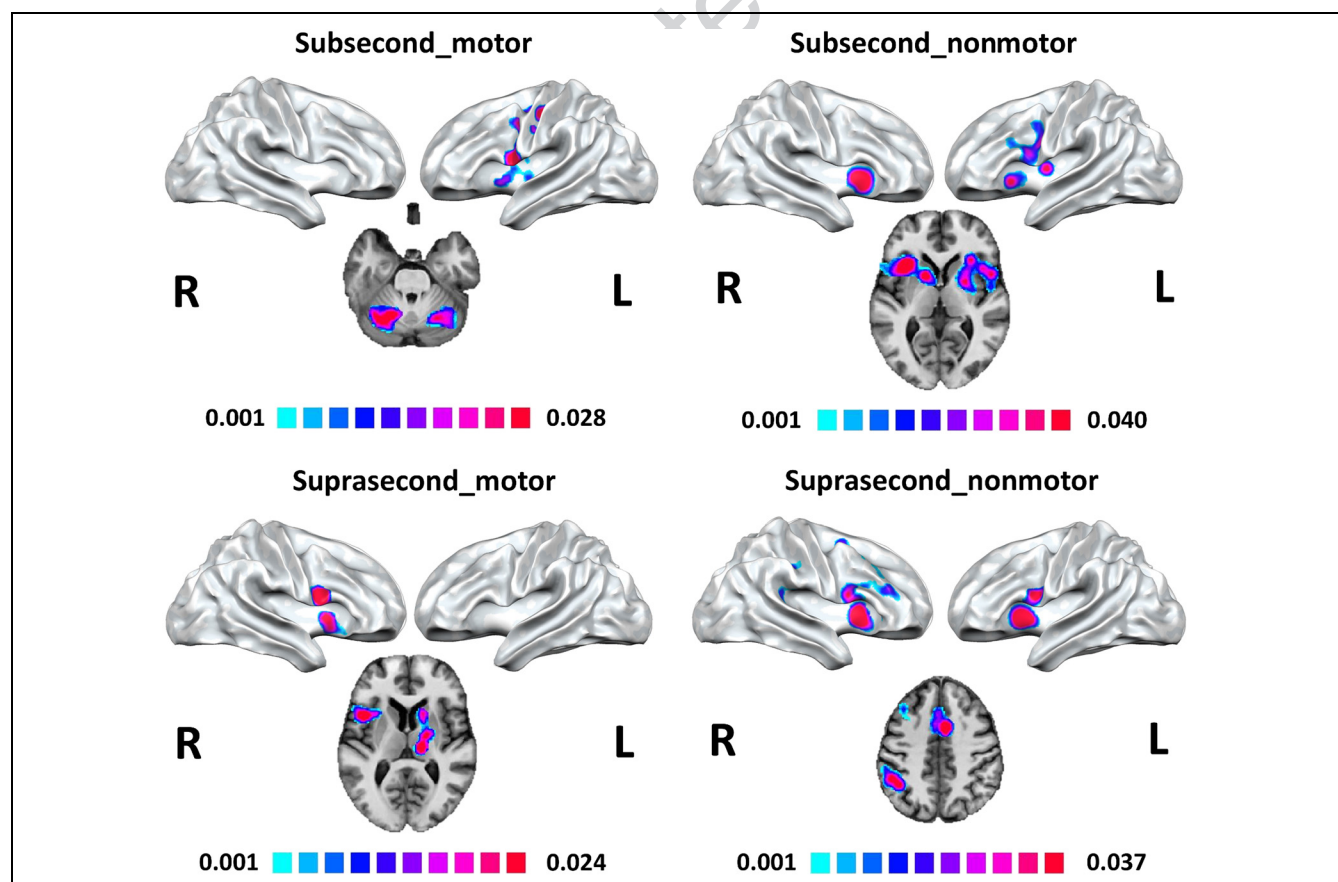 Subsecond_motor
Subsecond_nonmotor
R
L
R
L
0.001
0.028
0.001
0.040
Suprasecond_motor
Suprasecond_nonmotor
R
L
R
L
0.001
0.024
0.001
0.037